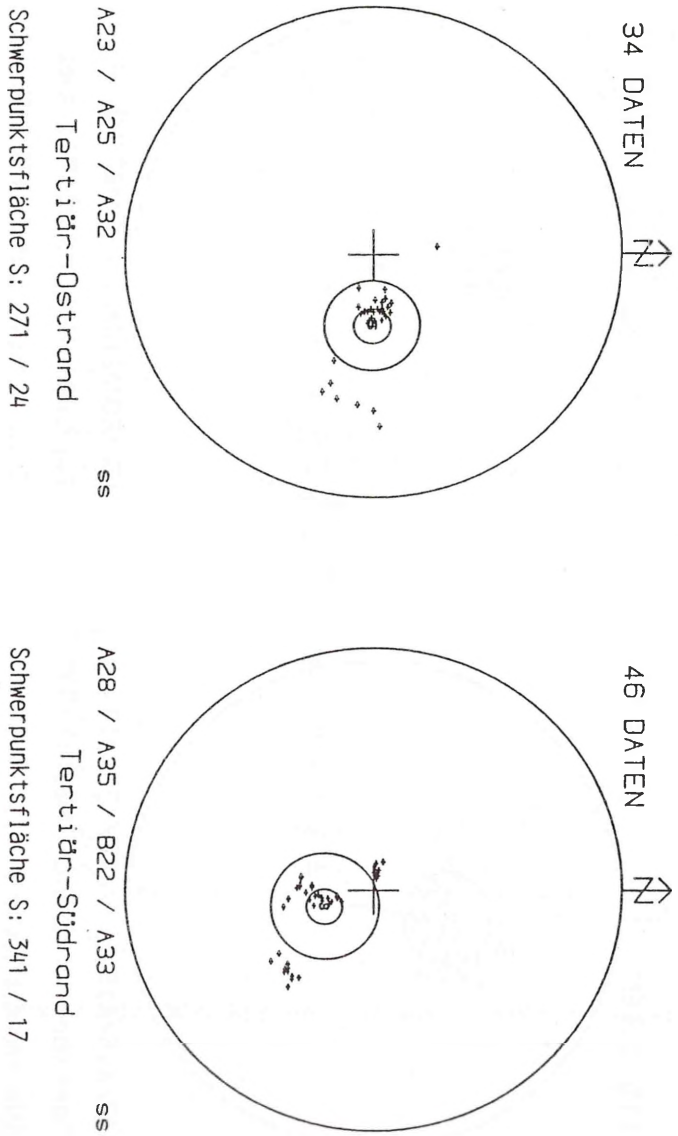 34 DATEN
N
A23 / A25 / A32 ss
Tertiär-Ostrand
Schwerpunktsfläche S: 271 / 24
46 DATEN
N
A28 / A35 / B22 / A33 ss
Tertiär-Südrand
Schwerpunktsfläche S: 341 / 17